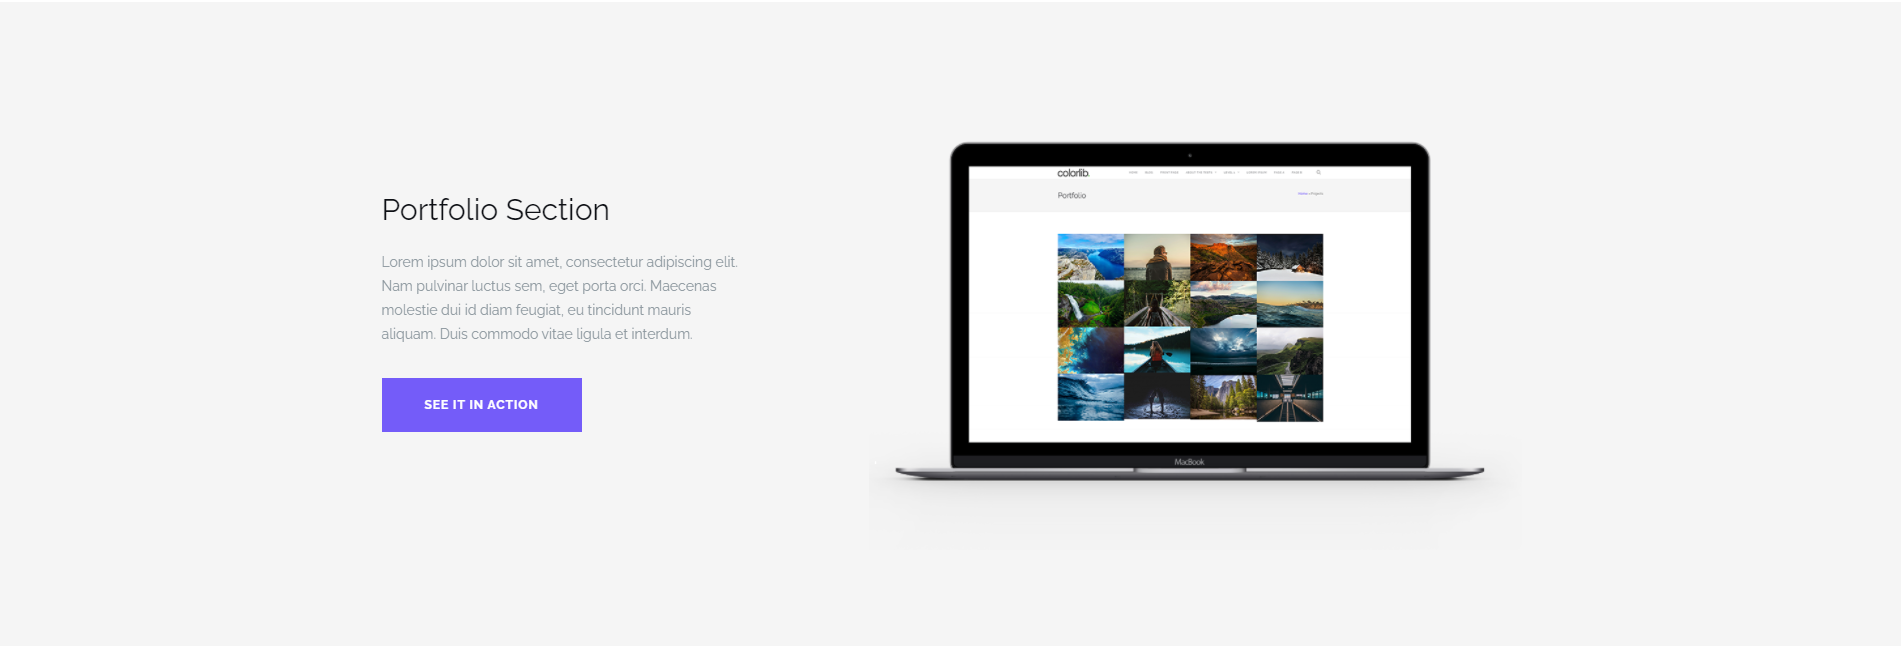 Portfolio Section
Lorem ipsum dolor sit amet, consectetur adipiscing elit.
Nam pulvinar luctus sem, eget porta orci. Maecenas
molestie dui id diam feugiat, eu tincidunt mauris
aliquam. Duis commodo vitae ligula et interdum.
SEE IT IN ACTION
colorlib.
Portfolio
MacBook